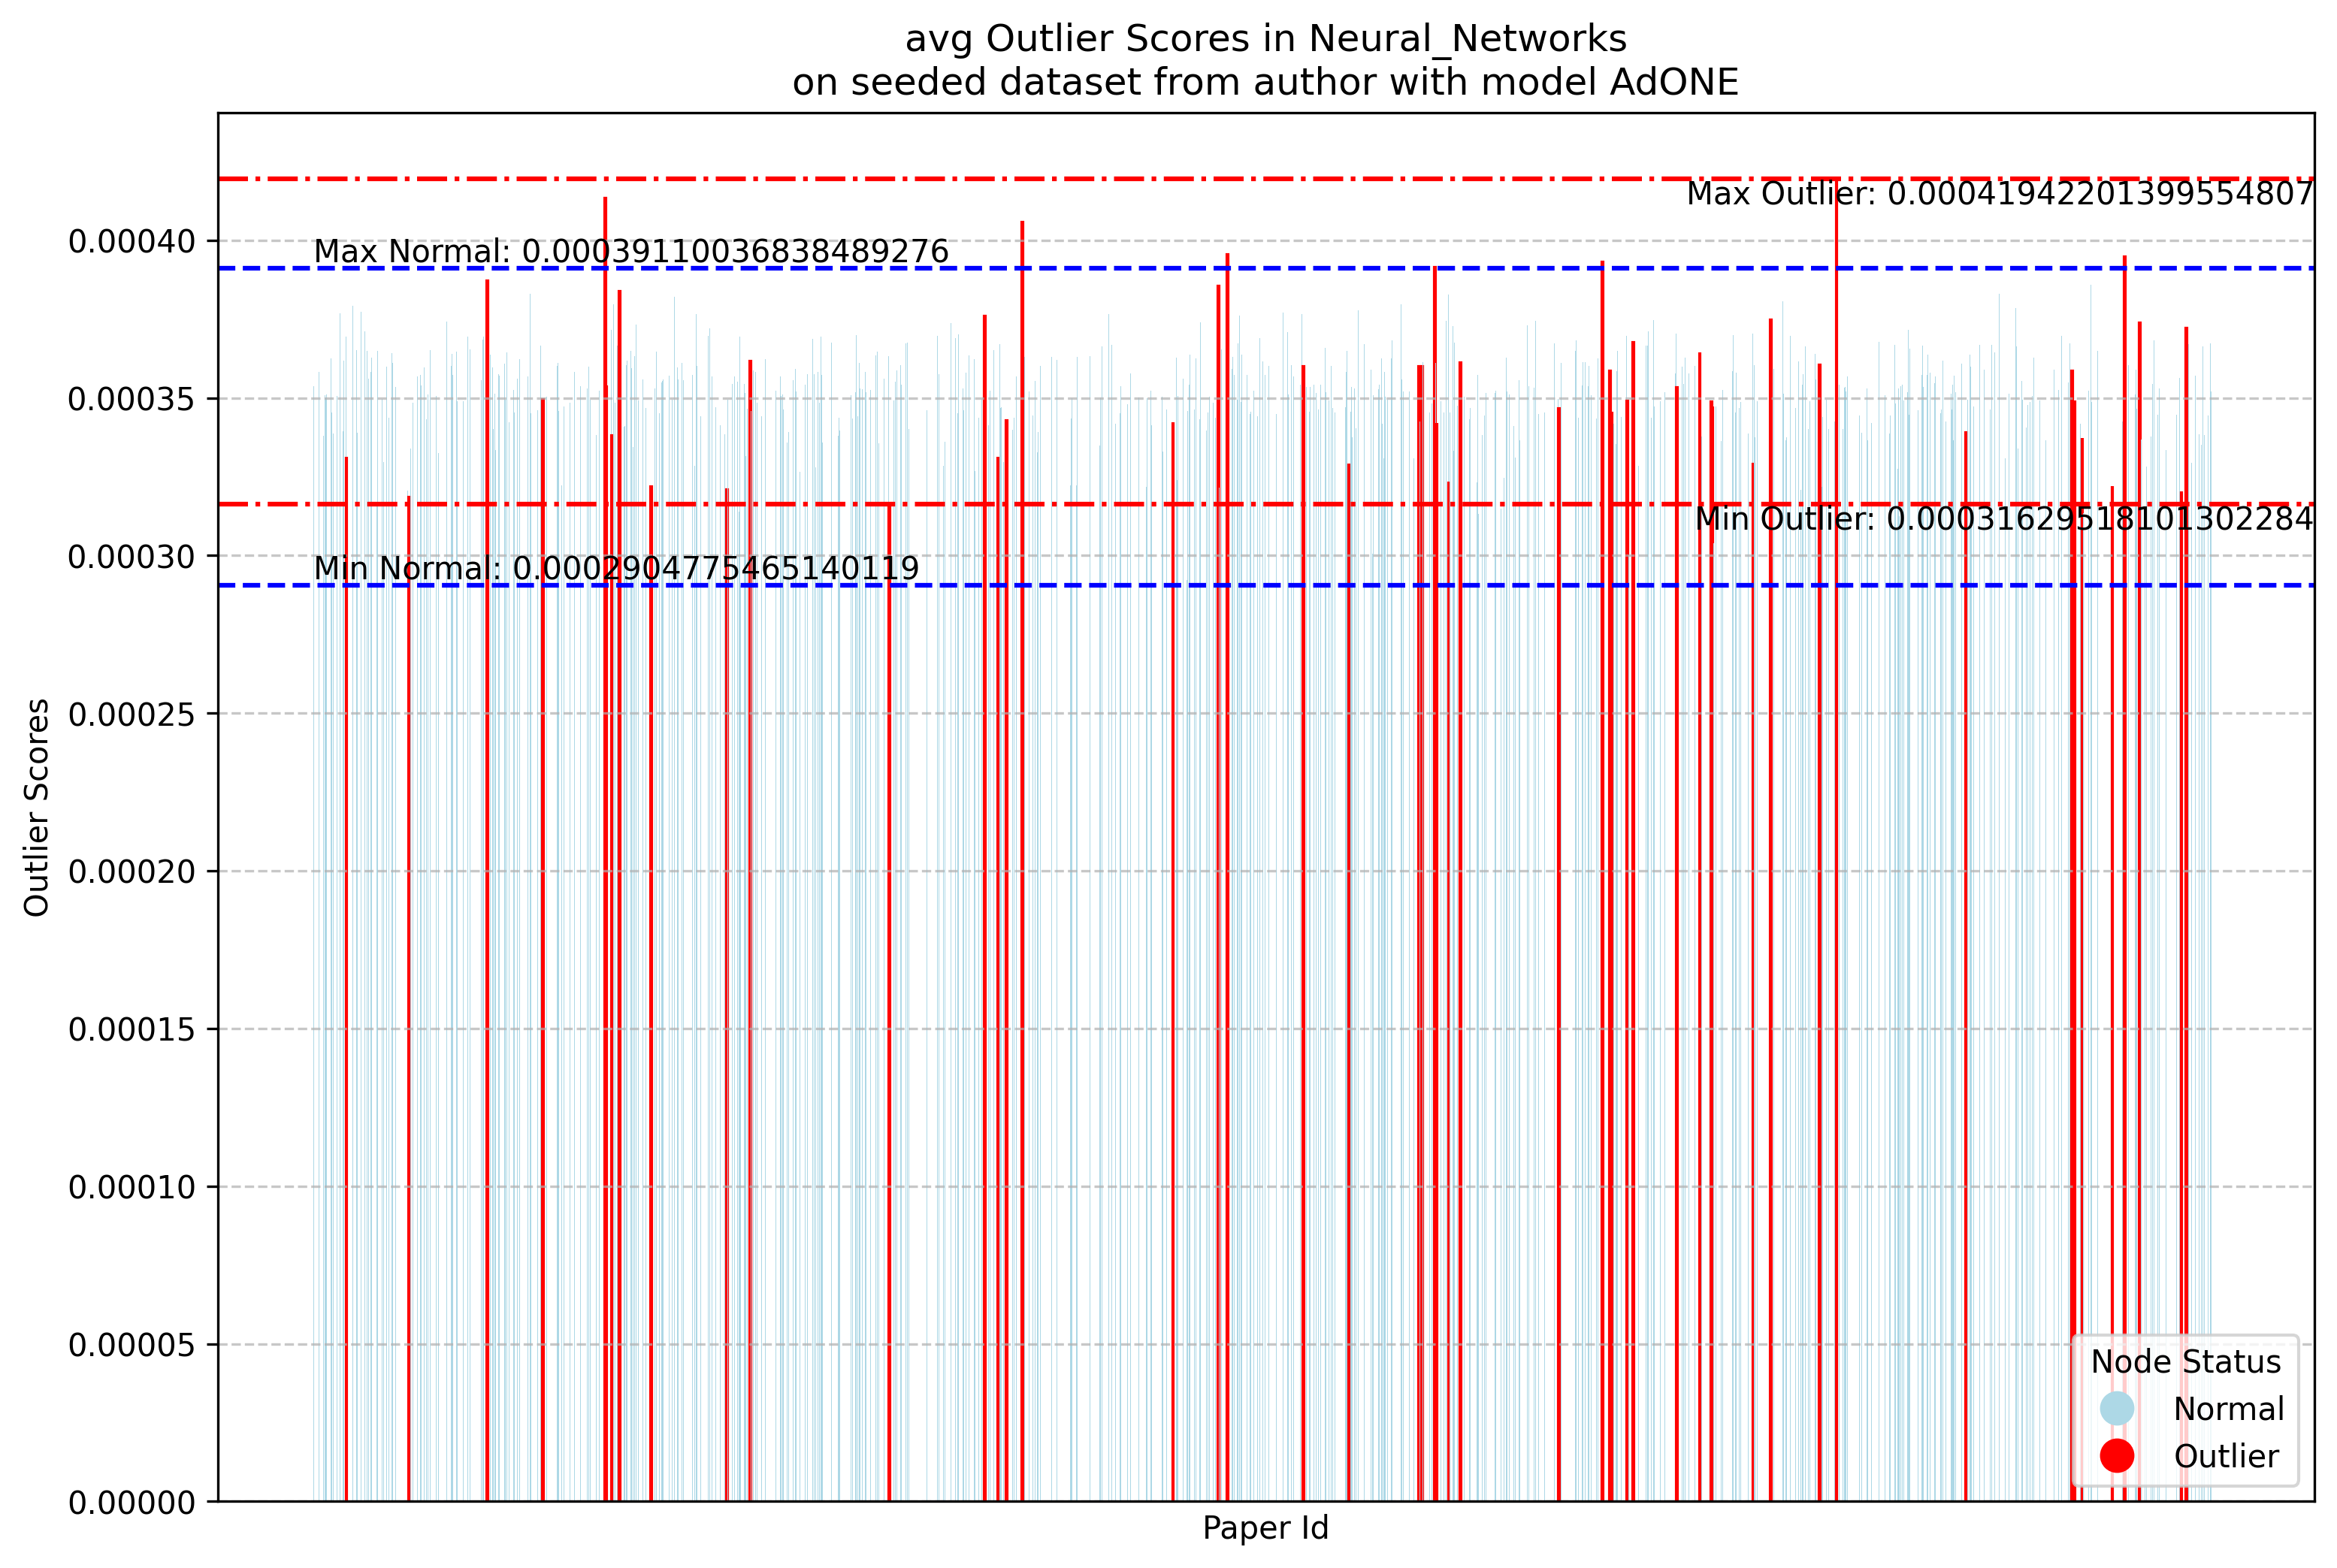 avg Outlier Scores in Neural_Networks
on seeded dataset from author with model AdONE
Max Outlier: 0.00041942201399554807
Max Normal: 0.00039110036838489276
Min Outlier: 0.00031629518101302284
Min Normal: 0.0002904775465140119
0.00040
0.00035
0.00030
0.00025
0.00020
0.00015
0.00010
0.00005
0.00000
Outlier Scores
Paper Id
Node Status
Normal
Outlier